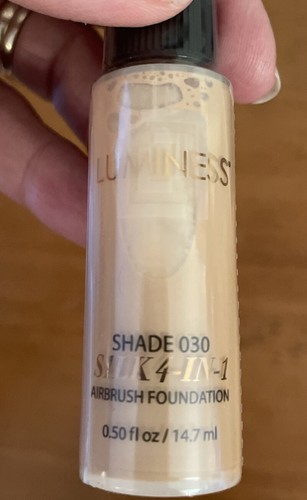 LUMINESS®
SHADE 030
SILK 4-IN-1
AIRBRUSH FOUNDATION
0.50 fl oz / 14.7 ml